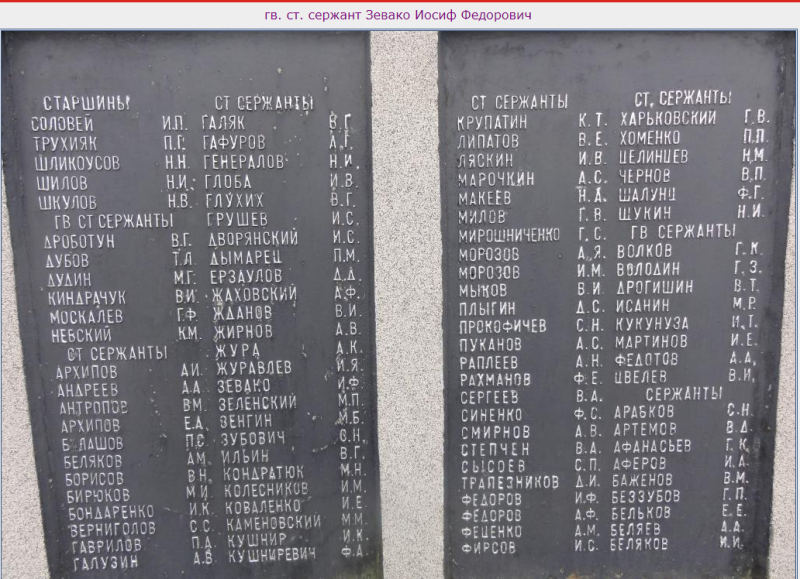 гв. ст. сержант Зевако Иосиф Федорович
СТАРШИНЫ
СОЛОВЕЙ И.П.
ТРУХИЯК П.Г.
ШЛИКОУСОВ Н.Н.
ШИЛОВ Н.И.
ШКУЛОВ Н.В.
ГВ СТ СЕРЖАНТЫ
ДРОБОТУН В.Г.
ДУБОВ Т.Л
ДУДИН М.Г.
КИНДРАЧУК В.И.
МОСКАЛЕВ Г.Ф.
НЕВСКИЙ К.М.
СТ СЕРЖАНТЫ
АРХИПОВ А.И.
АНДРЕЕВ А.А.
АНТРОПОВ В.М.
АРХИПОВ Е.А.
БАЛАШОВ П.С.
БЕЛЯКОВ А.М.
БОРИСОВ В.Н.
БИРЮКОВ М.И.
БОНДАРЕНКО И.К.
ВЕРНИГОЛОВ С.С.
ГАВРИЛОВ П.А.
ГАЛУЗИН А.В.
СТ СЕРЖАНТЫ
ГАЛЯК В.Г.
ГАФУРОВ А.Г.
ГЕНЕРАЛОВ Н.И.
ГЛОБА И.В.
ГЛУХИХ В.Г.
ГРУШЕВ И.С.
ДВОРЯНСКИЙ И.С.
ДЫМАРЕЦ П.М.
ЕРЗАУЛОВ Д.Д.
ЖАХОВСКИЙ А.Ф.
ЖДАНОВ В.И.
ЖИРНОВ А.В.
ЖУРА А.К.
ЖУРАВЛЕВ И.Я.
ЗЕВАКО И.Ф.
ЗЕЛЕНСКИЙ М.П.
ЗЕНГИН М.Б.
ЗУБОВИЧ С.Н.
ИЛЬИН В.Г.
КОНДРАТЮК М.Н.
КОЛЕСНИКОВ И.М.
КОВАЛЕНКО И.Е
КАМЕНОВСКИЙ М.М.
КУШНИР И.К.
КУШНИРЕВИЧ Ф.А.
СТ СЕРЖАНТЫ
КРУПАТИН К.Т.
ЛИПАТОВ В.Е.
ЛЯСКИН И.В.
МАРОЧКИН А.С.
МАКЕЕВ Н.А.
МИЛОВ Г.В.
МИРОШНИЧЕНКО Г.С.
МОРОЗОВ А.Я.
МОРОЗОВ И.М.
МЫКОВ В.И.
ПЛЫГИН Д.С.
ПРОКОФИЧЕВ С.Н.
ПУКАНОВ А.С.
РАПЛЕЕВ А.Н.
РАХМАНОВ Ф.Е.
СЕРГЕЕВ В.А.
СИНЕНКО Ф.С.
СМИРНОВ А.В.
СТЕПЧЕН В.А.
СЫСОЕВ С.П.
ТРАПЕЗНИКОВ Д.И.
ФЕДОРОВ И.Ф.
ФЕДОРОВ А.Ф.
ФЕЦЕНКО А.М.
ФИРСОВ И.С.
СТ. СЕРЖАНТЫ
ХАРЬКОВСКИЙ Г.В.
ХОМЕНКО П.П.
ЦЕЛИНЦЕВ Н.М.
ЧЕРНОВ В.П.
ШАЛУНЦ Ф.Г.
ЩУКИН Н.И.
ГВ СЕРЖАНТЫ
ВОЛКОВ Г.К.
ВОЛОДИН Г.З.
ДРОГИШИН В.Т.
ИСАНИН М.Р.
КУКУНУЗА И.Т.
МАРТИНОВ И.Е.
ФЕДОТОВ А.А.
ЦВЕЛЕВ В.И.
СЕРЖАНТЫ
АРАБКОВ С.Н.
АРТЕМОВ В.Д.
АФАНАСЬЕВ Г.К.
АФЕРОВ И.А.
БАЖЕНОВ В.М.
БЕЗЗУБОВ Г.П.
БЕЛЬКОВ Е.Е.
БЕЛЯЕВ А.А.
БЕЛЯКОВ И.И.